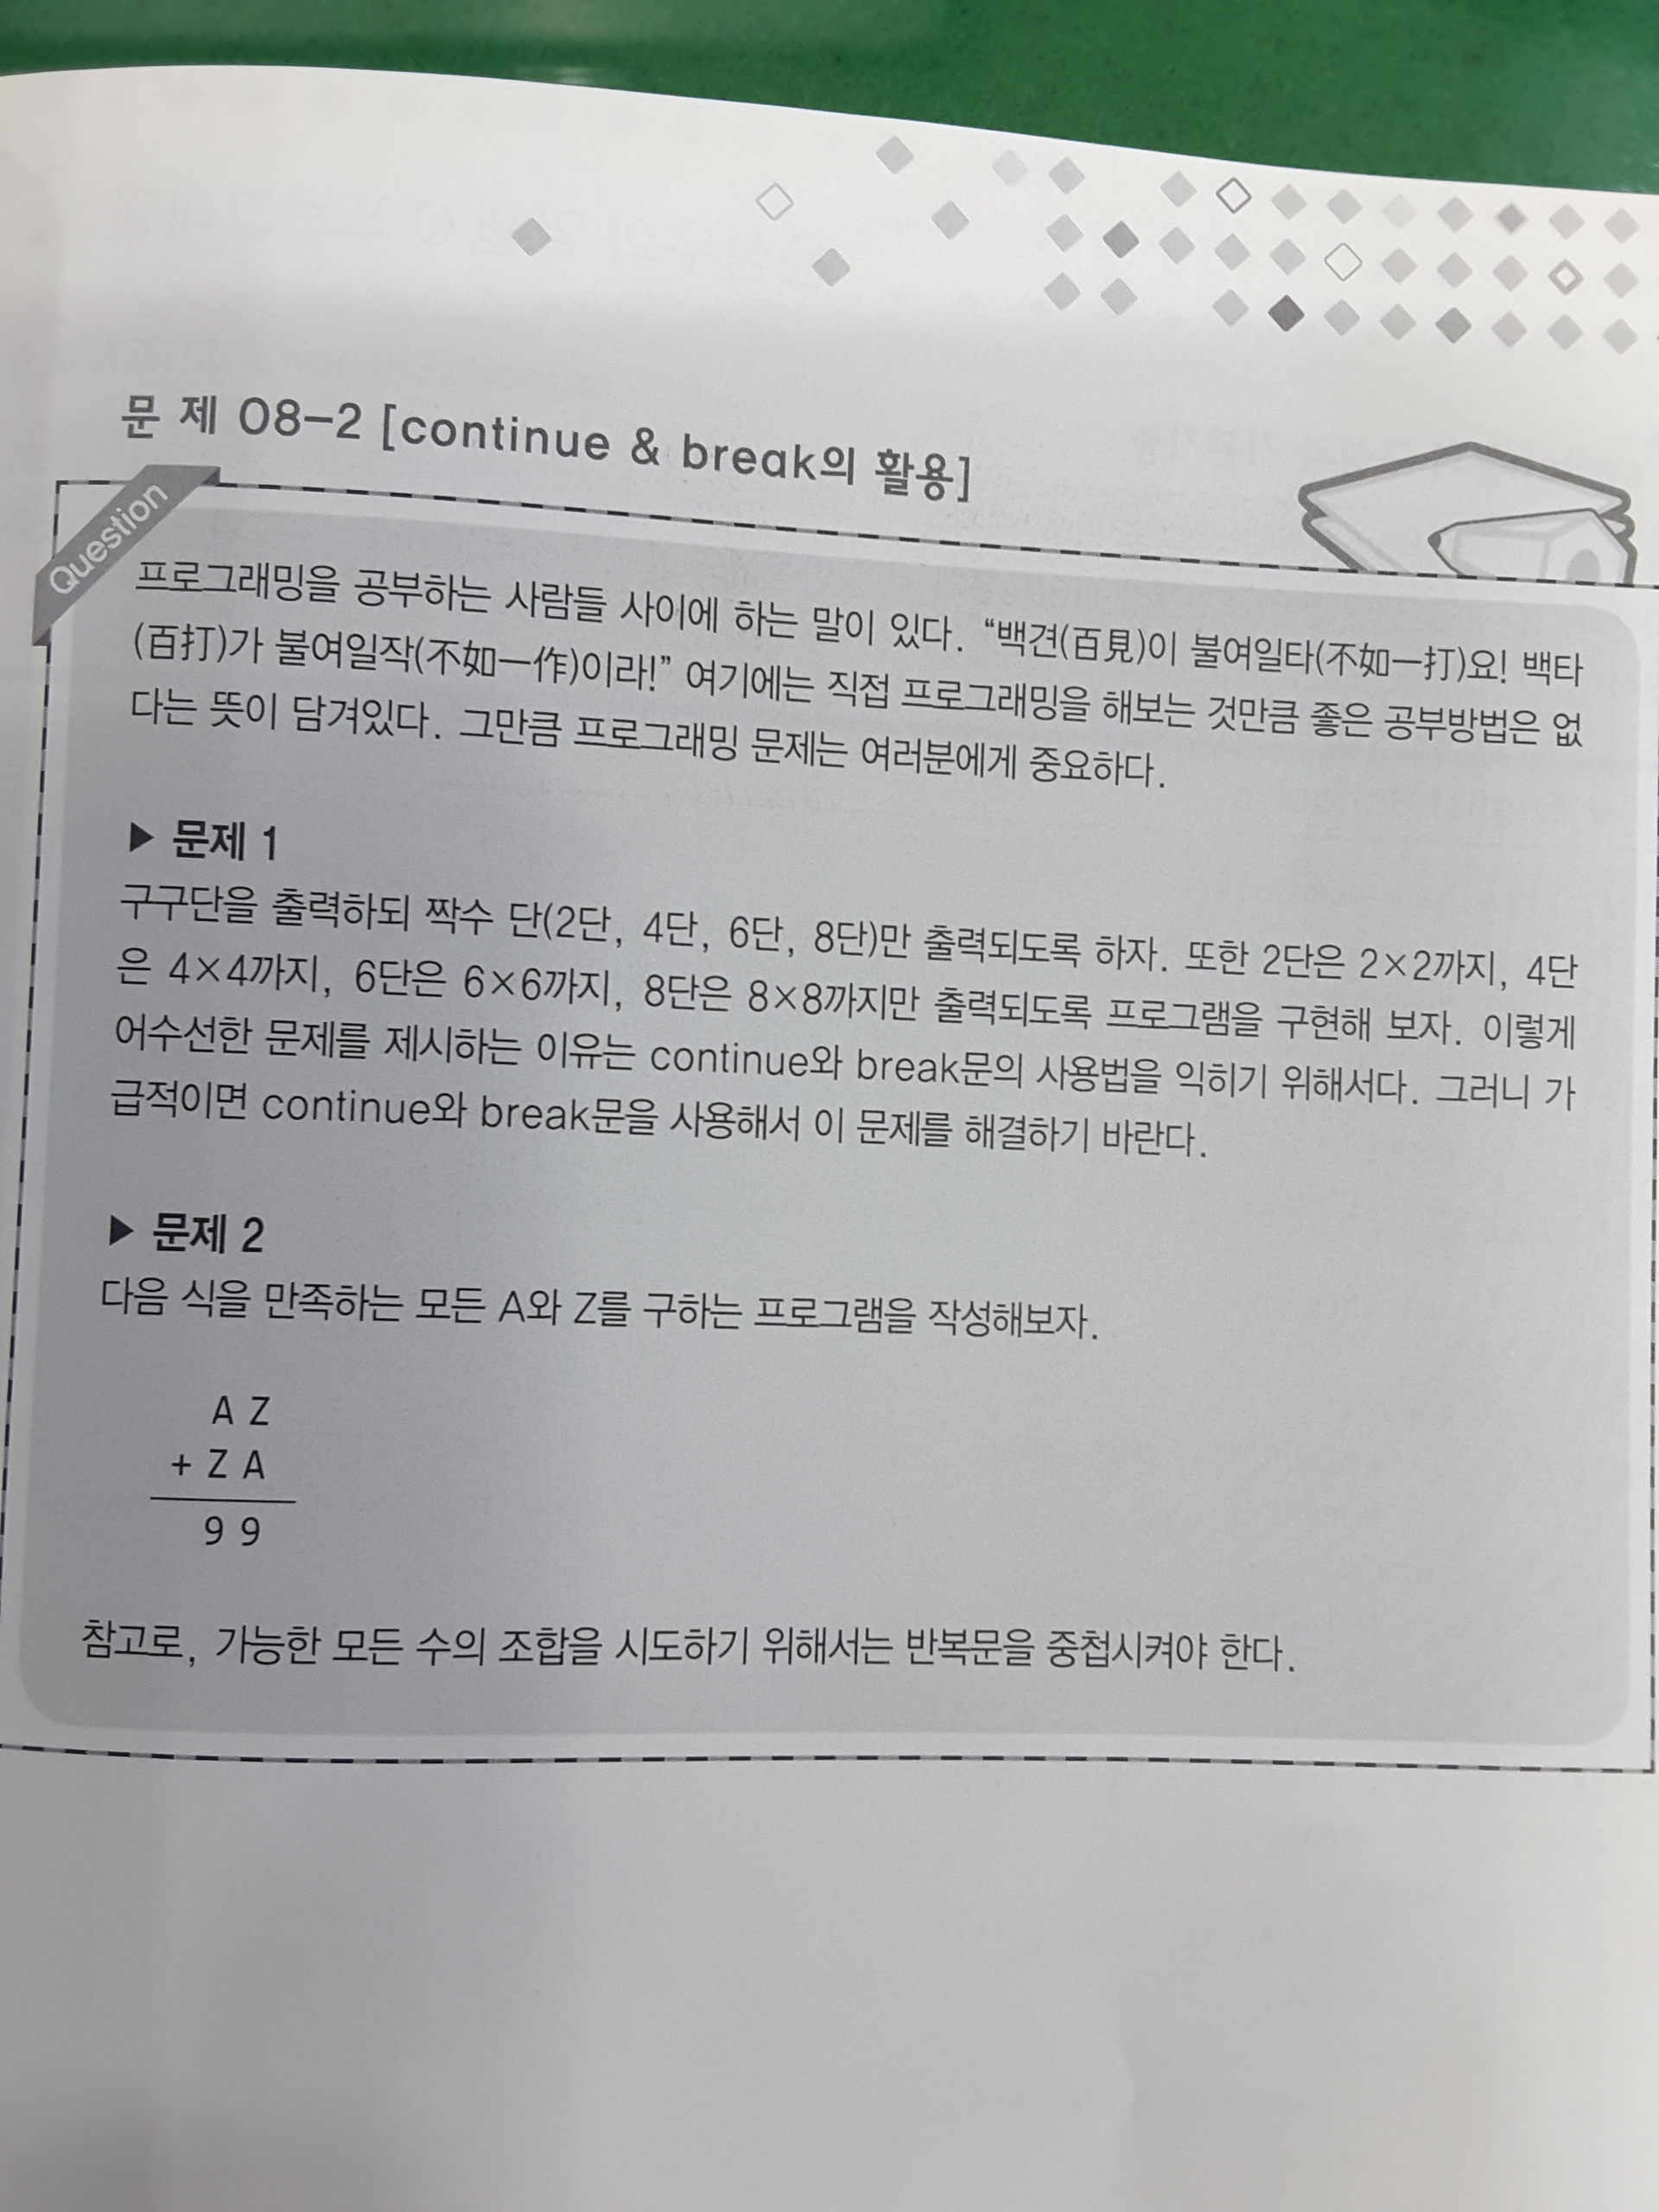 문 제 08-2 [continue & break의 활용]
Question
프로그래밍을 공부하는 사람들 사이에 하는 말이 있다. “백견(百見)이 불여일타(不如一打)요! 백타
(百打)가 불여일작(不如一作)이라!” 여기에는 직접 프로그래밍을 해보는 것만큼 좋은 공부방법은 없
다는 뜻이 담겨있다. 그만큼 프로그래밍 문제는 여러분에게 중요하다.
▶ 문제 1
구구단을 출력하되 짝수 단(2단, 4단, 6단, 8단)만 출력되도록 하자. 또한 2단은 2×2까지, 4단
은 4×4까지, 6단은 6×6까지, 8단은 8×8까지만 출력되도록 프로그램을 구현해 보자. 이렇게
어수선한 문제를 제시하는 이유는 continue와 break문의 사용법을 익히기 위해서다. 그러니 가
급적이면 continue와 break문을 사용해서 이 문제를 해결하기 바란다.
▶ 문제 2
다음 식을 만족하는 모든 A와 Z를 구하는 프로그램을 작성해보자.
A Z
+ Z A
9 9
참고로, 가능한 모든 수의 조합을 시도하기 위해서는 반복문을 중첩시켜야 한다.